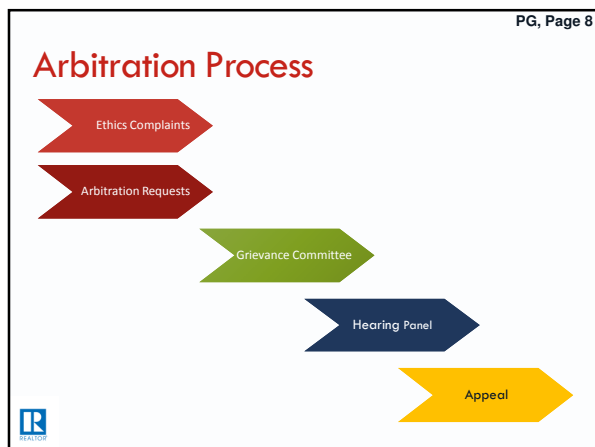 PG, Page 8
Arbitration Process
Ethics Complaints
Arbitration Requests
Grievance Committee
Hearing Panel
Appeal
REALTOR®